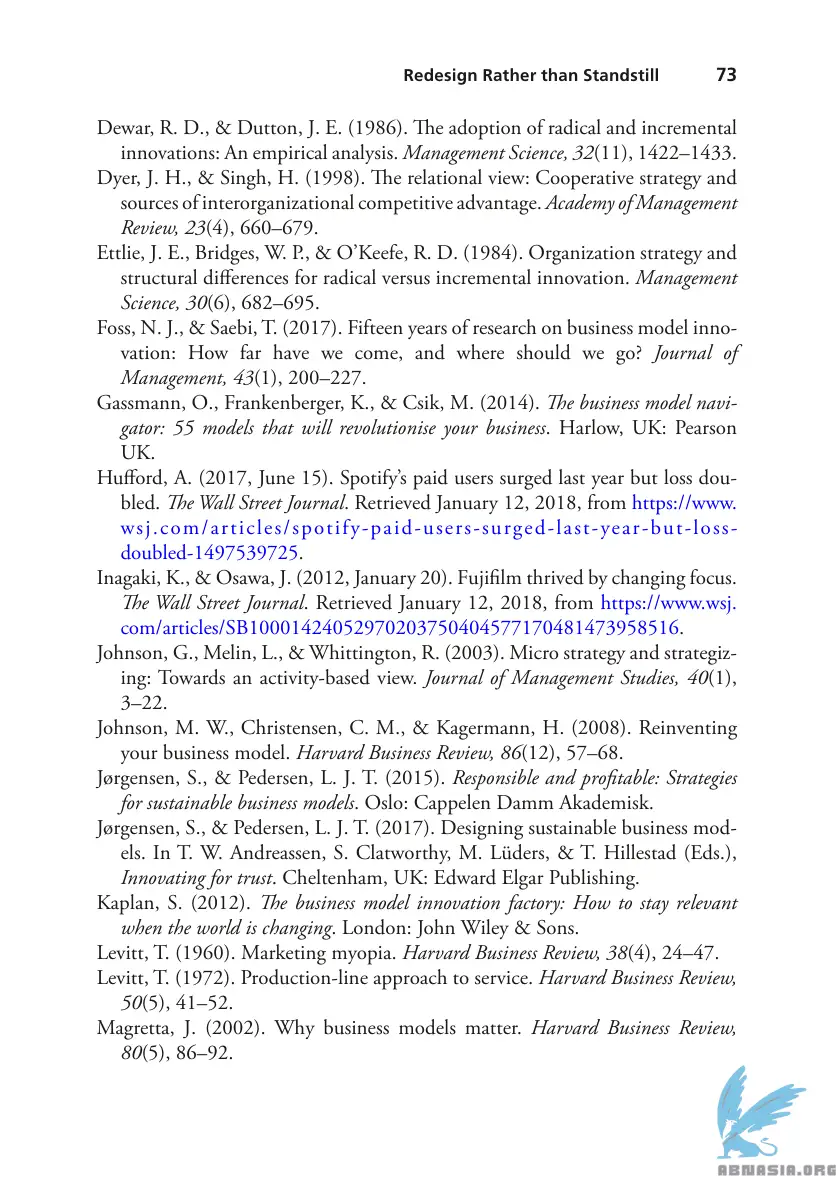 Redesign Rather than Standstill 73
Dewar, R. D., & Dutton, J. E. (1986). The adoption of radical and incremental
innovations: An empirical analysis. Management Science, 32(11), 1422–1433.
Dyer, J. H., & Singh, H. (1998). The relational view: Cooperative strategy and
sources of interorganizational competitive advantage. Academy of Management
Review, 23(4), 660–679.
Ettlie, J. E., Bridges, W. P., & O’Keefe, R. D. (1984). Organization strategy and
structural differences for radical versus incremental innovation. Management
Science, 30(6), 682–695.
Foss, N. J., & Saebi, T. (2017). Fifteen years of research on business model inno-
vation: How far have we come, and where should we go? Journal of
Management, 43(1), 200–227.
Gassmann, O., Frankenberger, K., & Csik, M. (2014). The business model navi-
gator: 55 models that will revolutionise your business. Harlow, UK: Pearson
UK.
Hufford, A. (2017, June 15). Spotify’s paid users surged last year but loss dou-
bled. The Wall Street Journal. Retrieved January 12, 2018, from https://www.
wsj.com/articles/spotify-paid-users-surged-last-year-but-loss-
doubled-1497539725.
Inagaki, K., & Osawa, J. (2012, January 20). Fujifilm thrived by changing focus.
The Wall Street Journal. Retrieved January 12, 2018, from https://www.wsj.
com/articles/SB10001424052970203750404577170481473958516.
Johnson, G., Melin, L., & Whittington, R. (2003). Micro strategy and strategiz-
ing: Towards an activity-based view. Journal of Management Studies, 40(1),
3–22.
Johnson, M. W., Christensen, C. M., & Kagermann, H. (2008). Reinventing
your business model. Harvard Business Review, 86(12), 57–68.
Jørgensen, S., & Pedersen, L. J. T. (2015). Responsible and profitable: Strategies
for sustainable business models. Oslo: Cappelen Damm Akademisk.
Jørgensen, S., & Pedersen, L. J. T. (2017). Designing sustainable business mod-
els. In T. W. Andreassen, S. Clatworthy, M. Lüders, & T. Hillestad (Eds.),
Innovating for trust. Cheltenham, UK: Edward Elgar Publishing.
Kaplan, S. (2012). The business model innovation factory: How to stay relevant
when the world is changing. London: John Wiley & Sons.
Levitt, T. (1960). Marketing myopia. Harvard Business Review, 38(4), 24–47.
Levitt, T. (1972). Production-line approach to service. Harvard Business Review,
50(5), 41–52.
Magretta, J. (2002). Why business models matter. Harvard Business Review,
80(5), 86–92.
ABNASIA.ORG